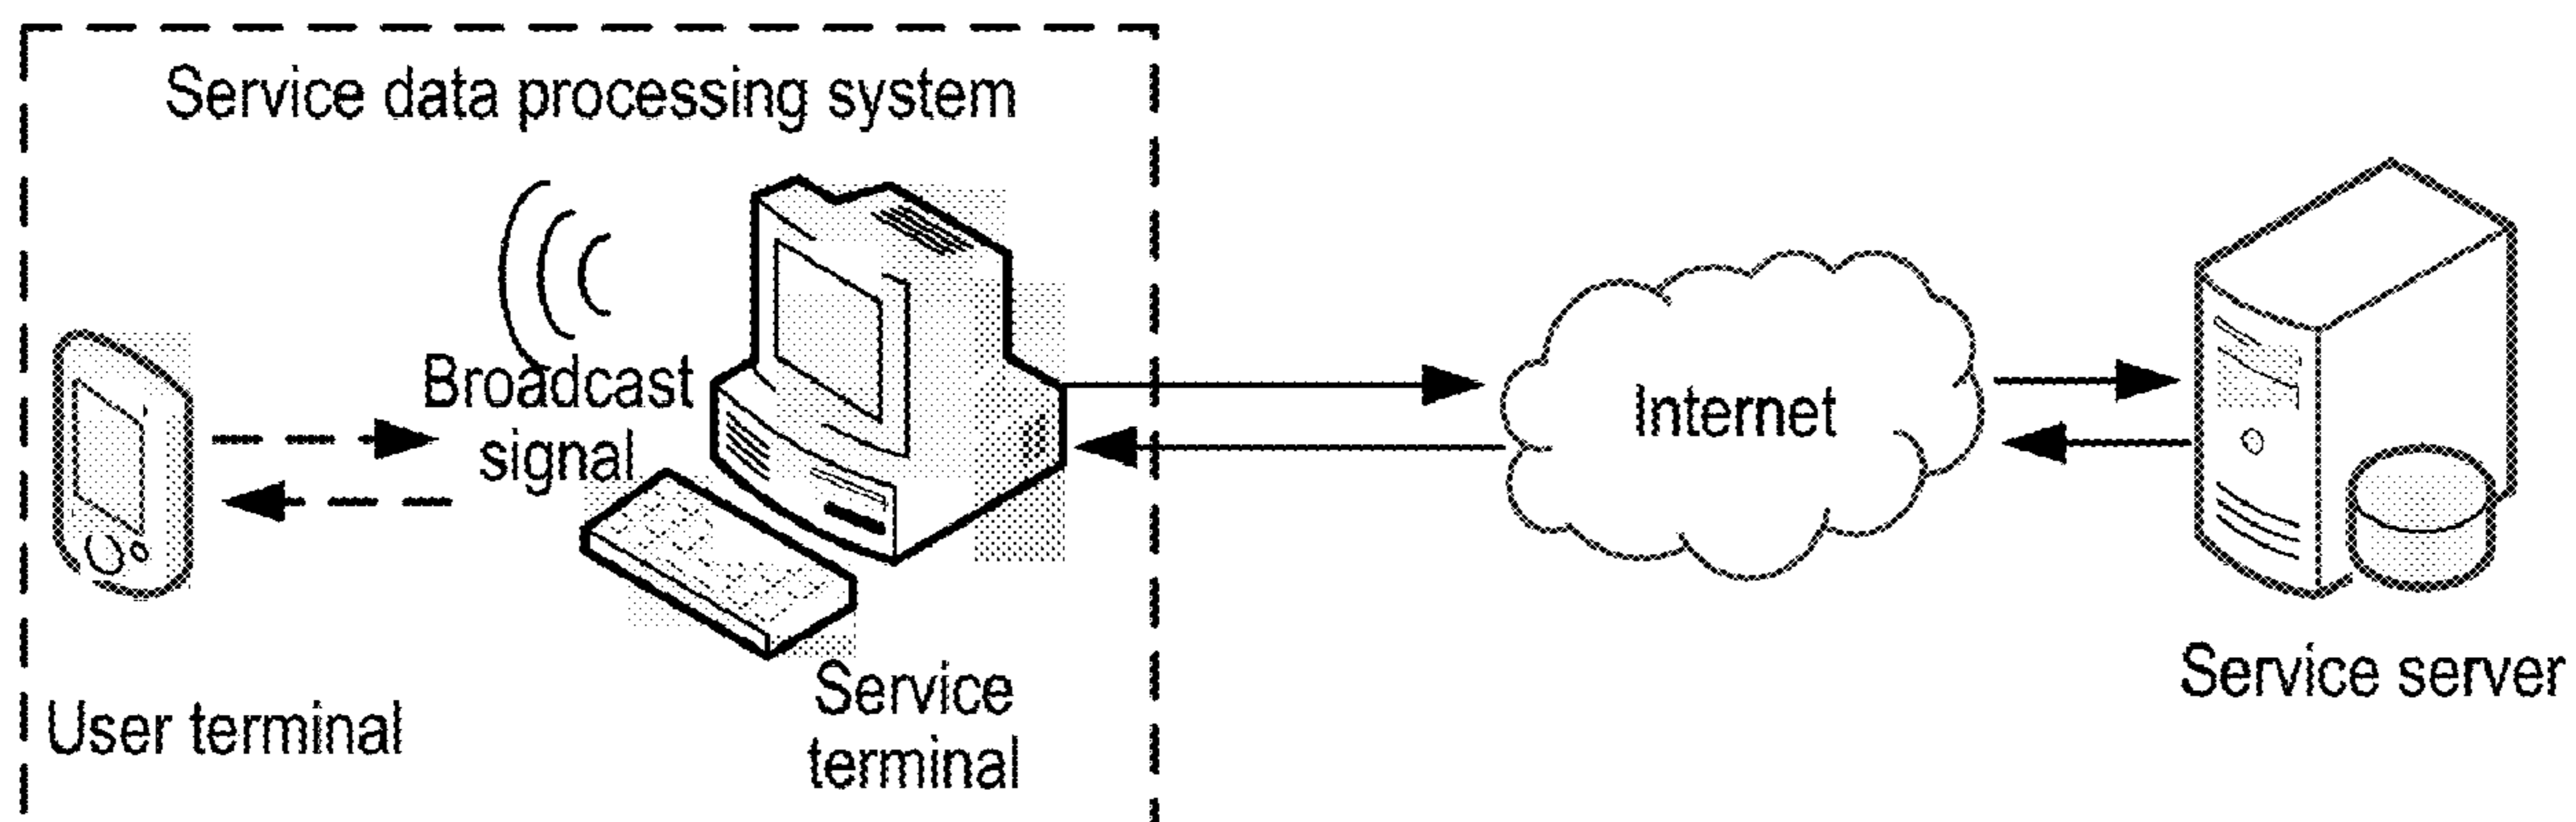 Service data processing system
Broadcast
signal
Internet
Service server
Service
terminal
User terminal